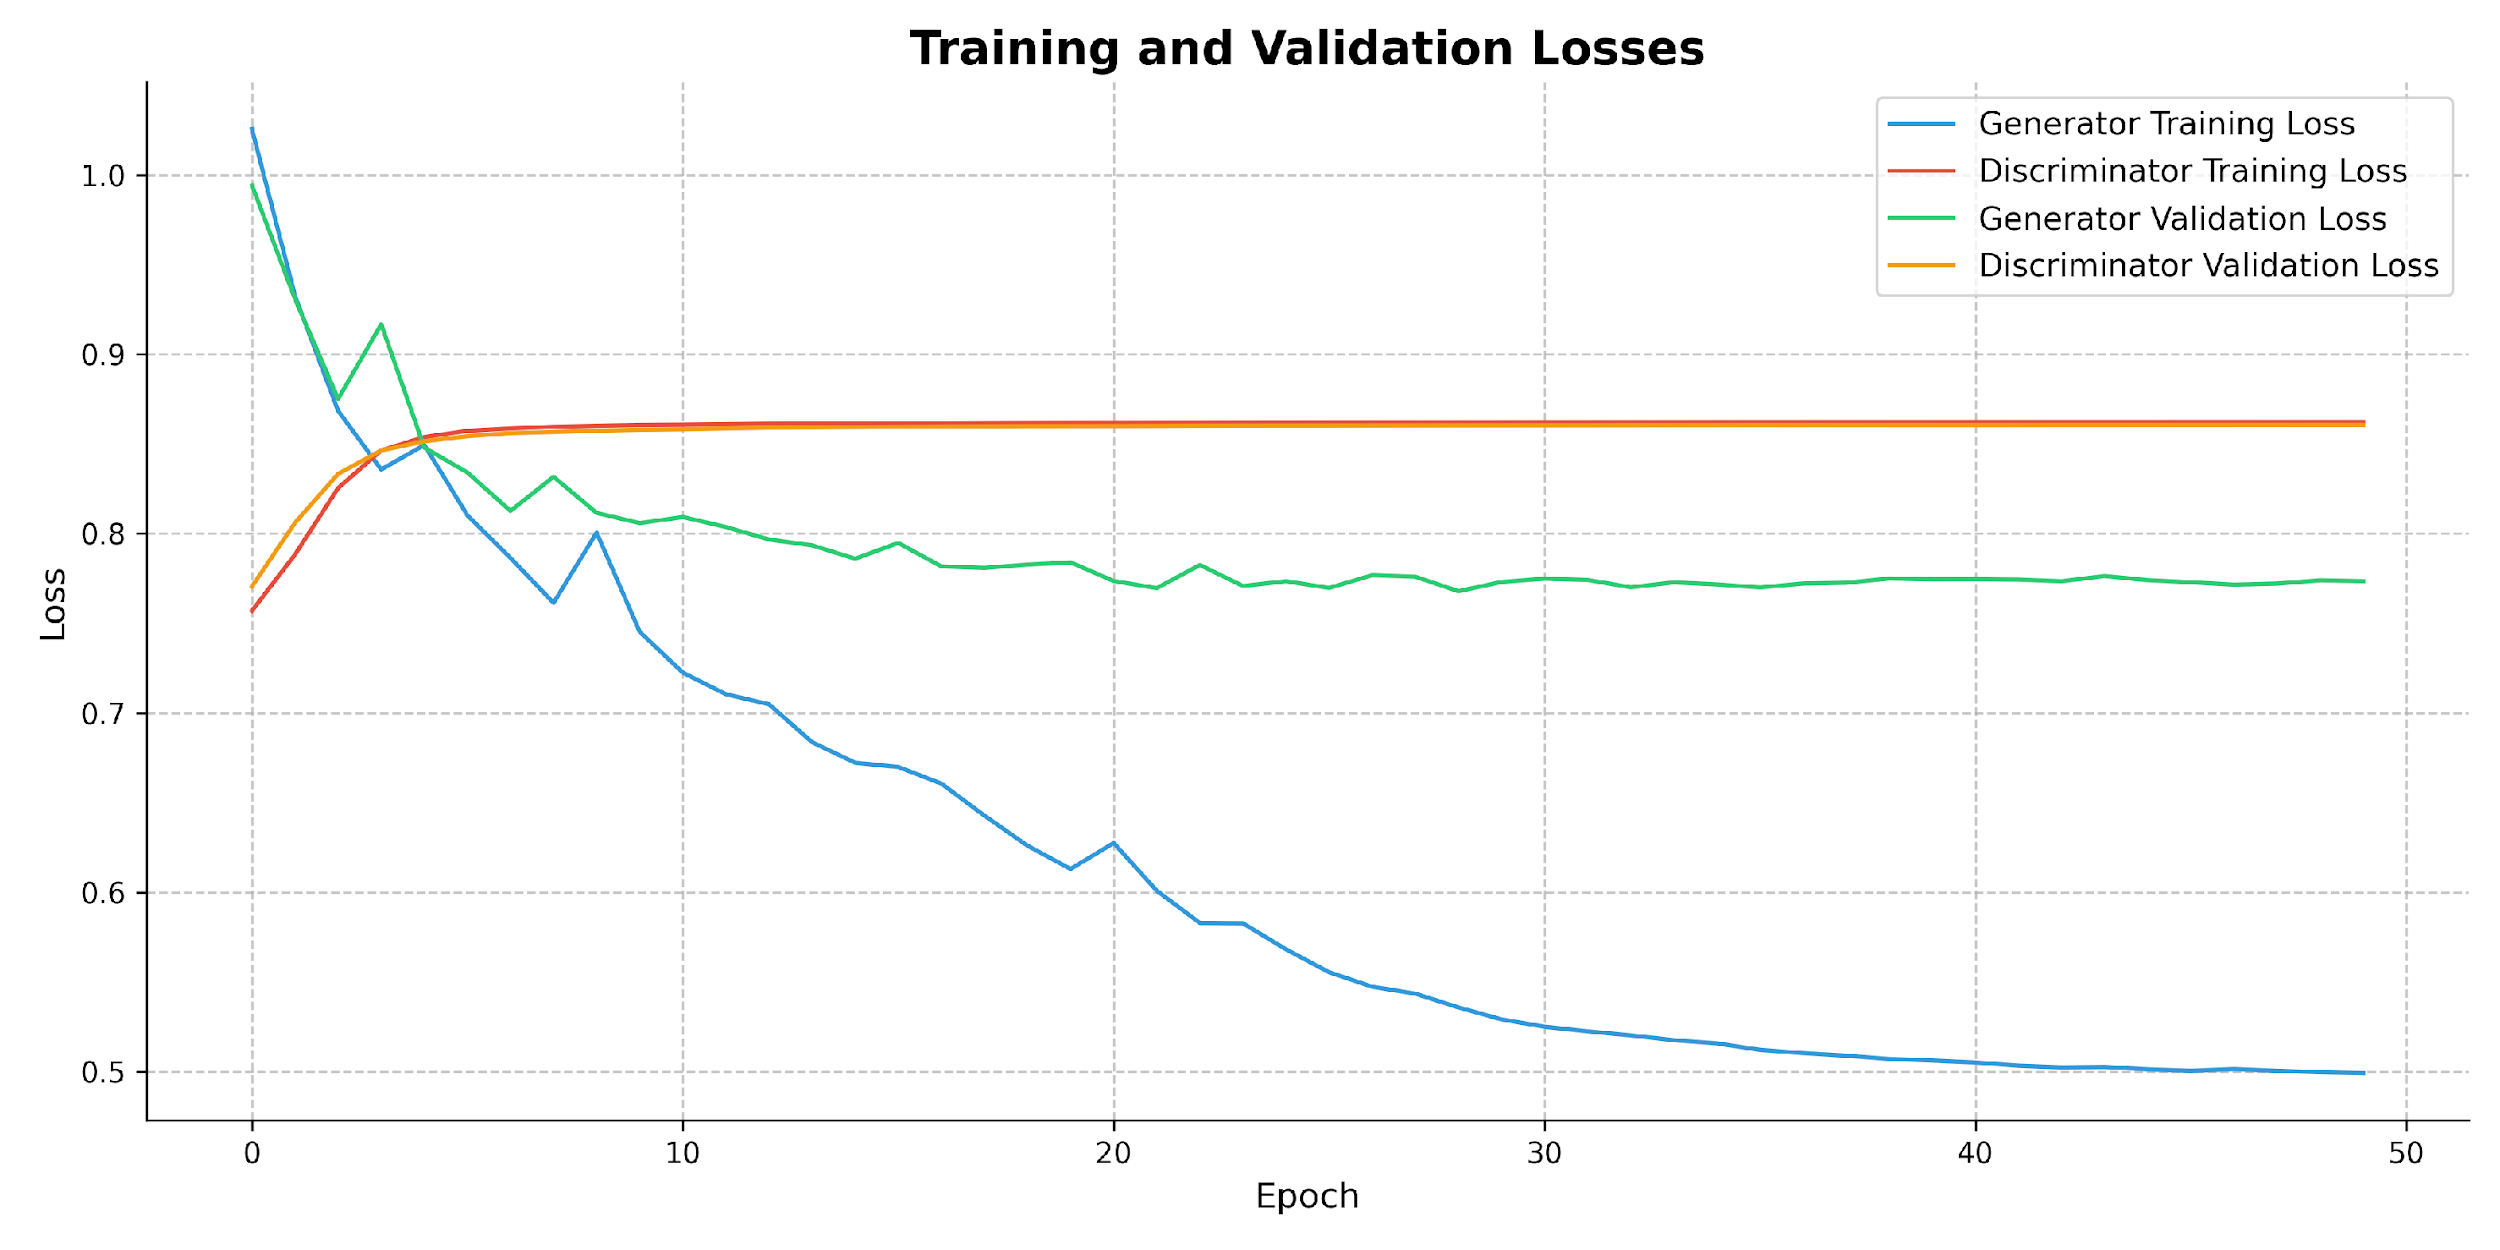 Training and Validation Losses
Generator Training Loss
Discriminator Training Loss
Generator Validation Loss
Discriminator Validation Loss
1.0
0.9
0.8
0.7
0.6
0.5
Loss
0 10 20 30 40 50
Epoch